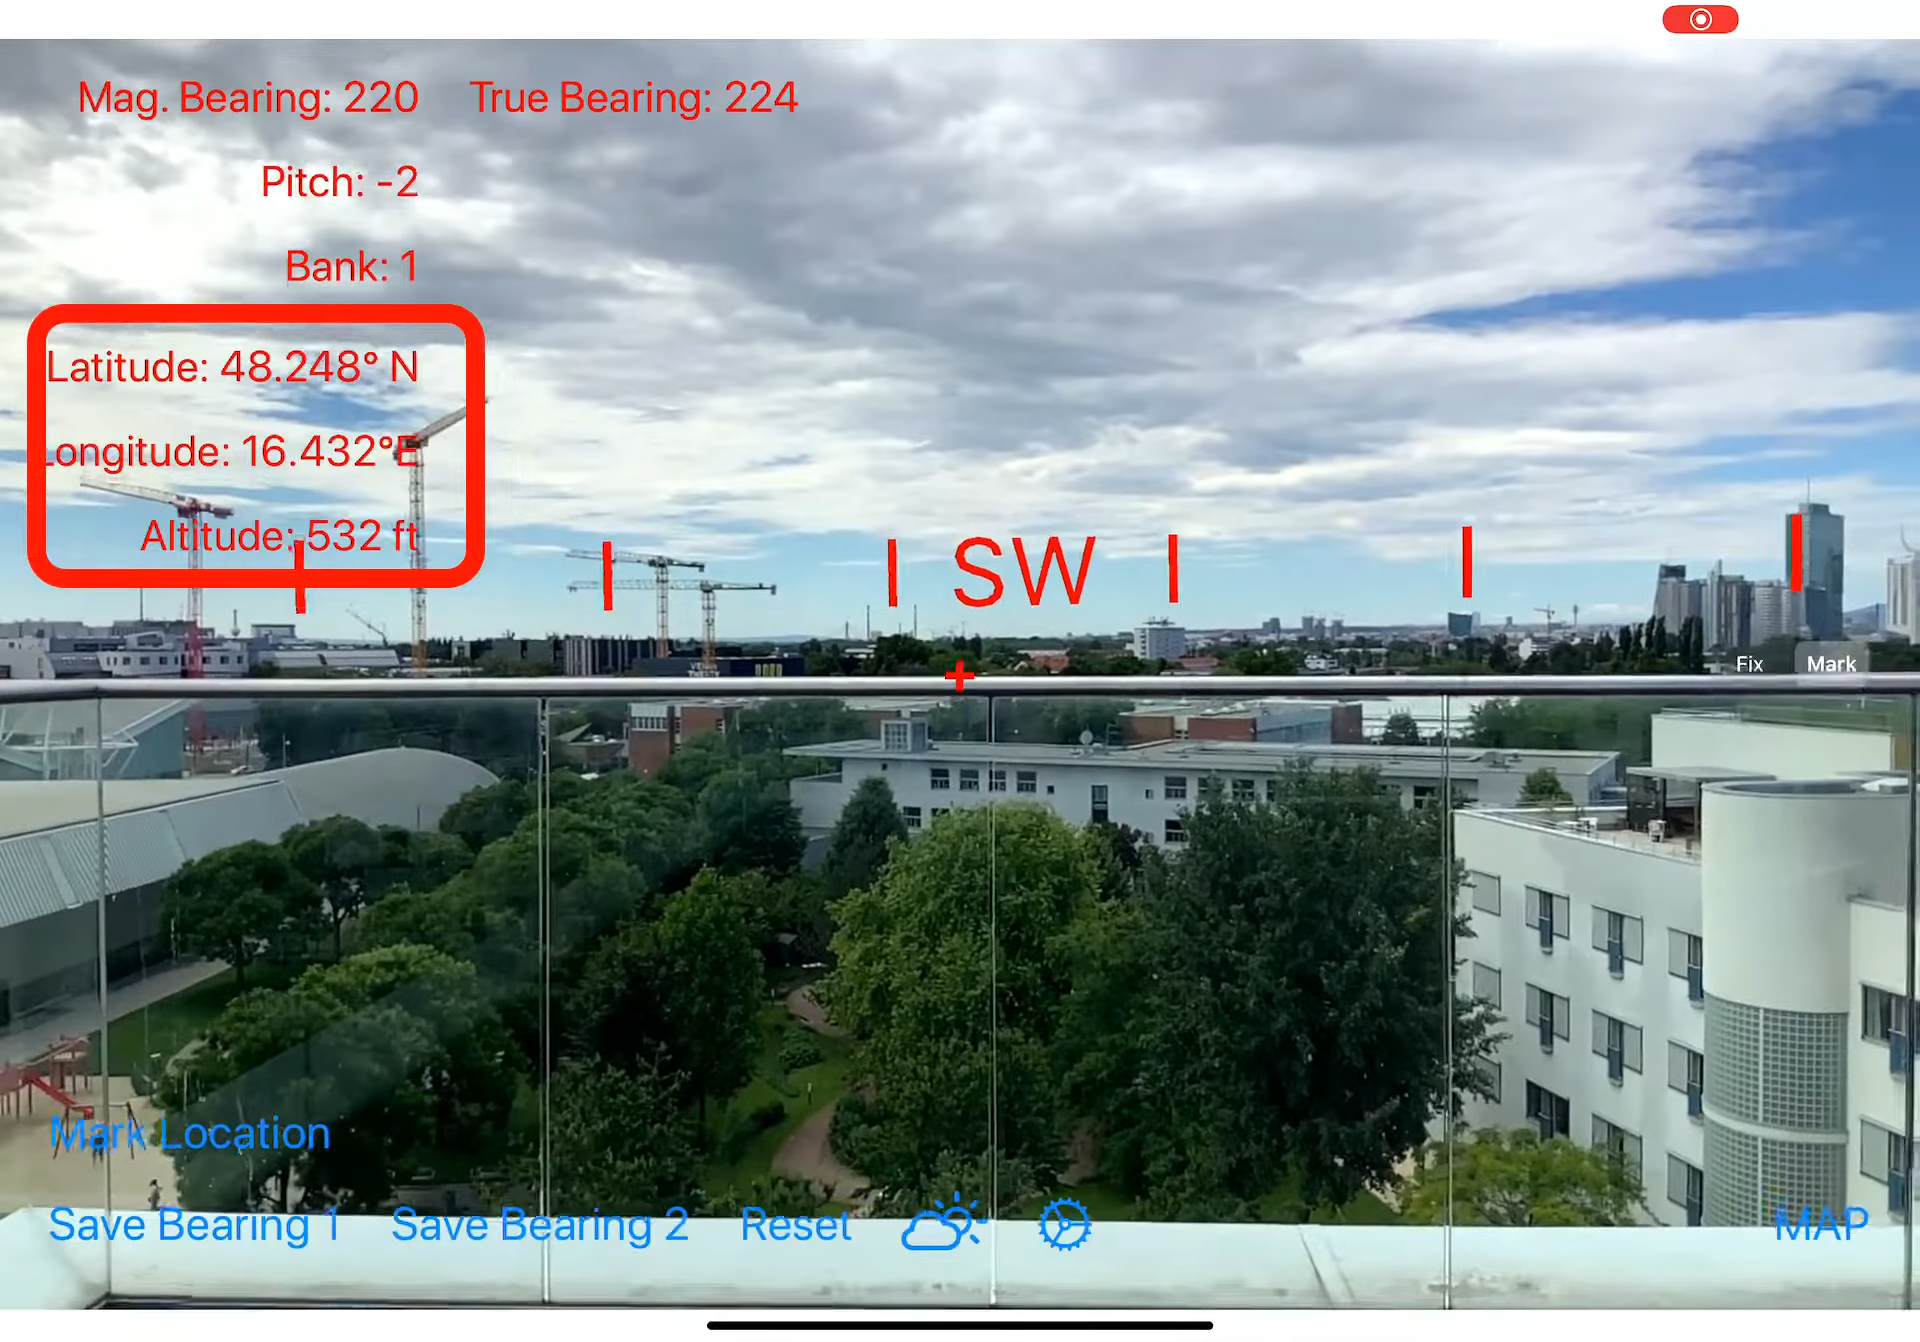 Mag. Bearing: 220 True Bearing: 224
Pitch: -2
Bank: 1
Latitude: 48.248° N
Longitude: 16.432°E
Altitude: 532 ft
SW
Fix Mark
Mark Location
Save Bearing 1 Save Bearing 2 Reset MAP